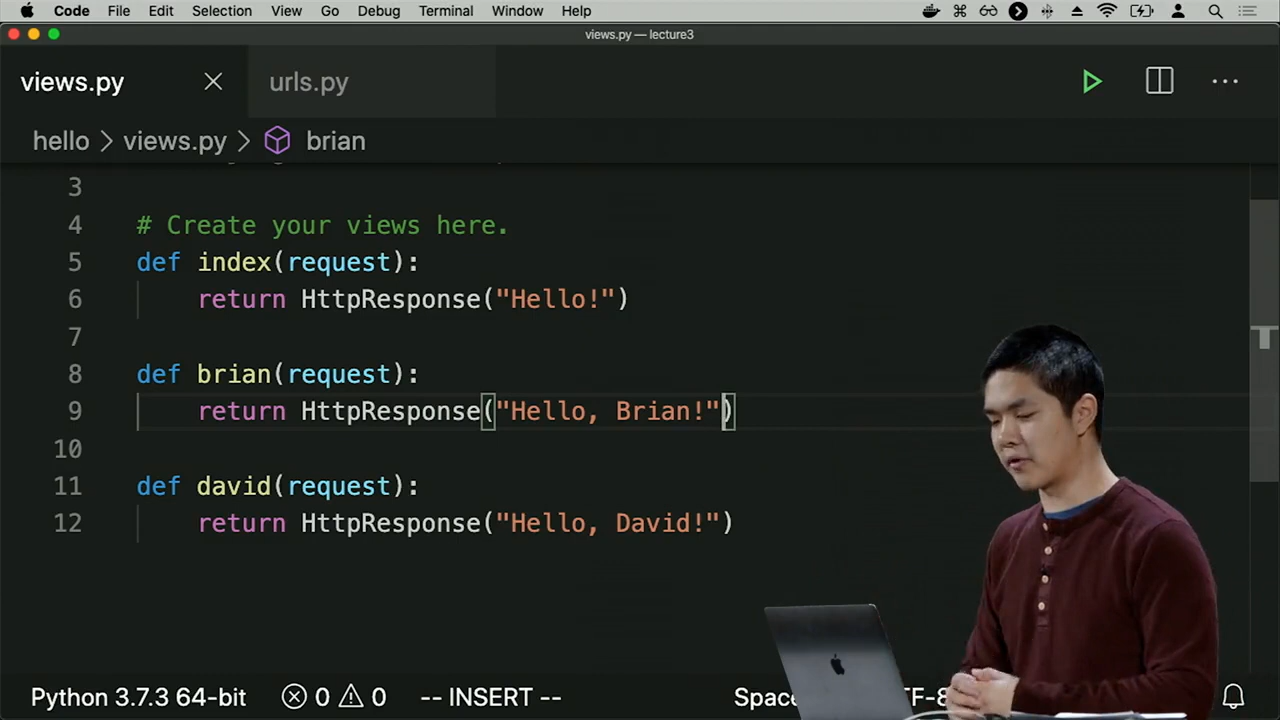 Code File Edit Selection View Go Debug Terminal Window Help
views.py — lecture3
views.py urls.py
hello > views.py > brian
3
4 # Create your views here.
5 def index(request):
6 return HttpResponse("Hello!")
7
8 def brian(request):
9 return HttpResponse("Hello, Brian!")
10
11 def david(request):
12 return HttpResponse("Hello, David!")
Python 3.7.3 64-bit 0 0 -- INSERT --